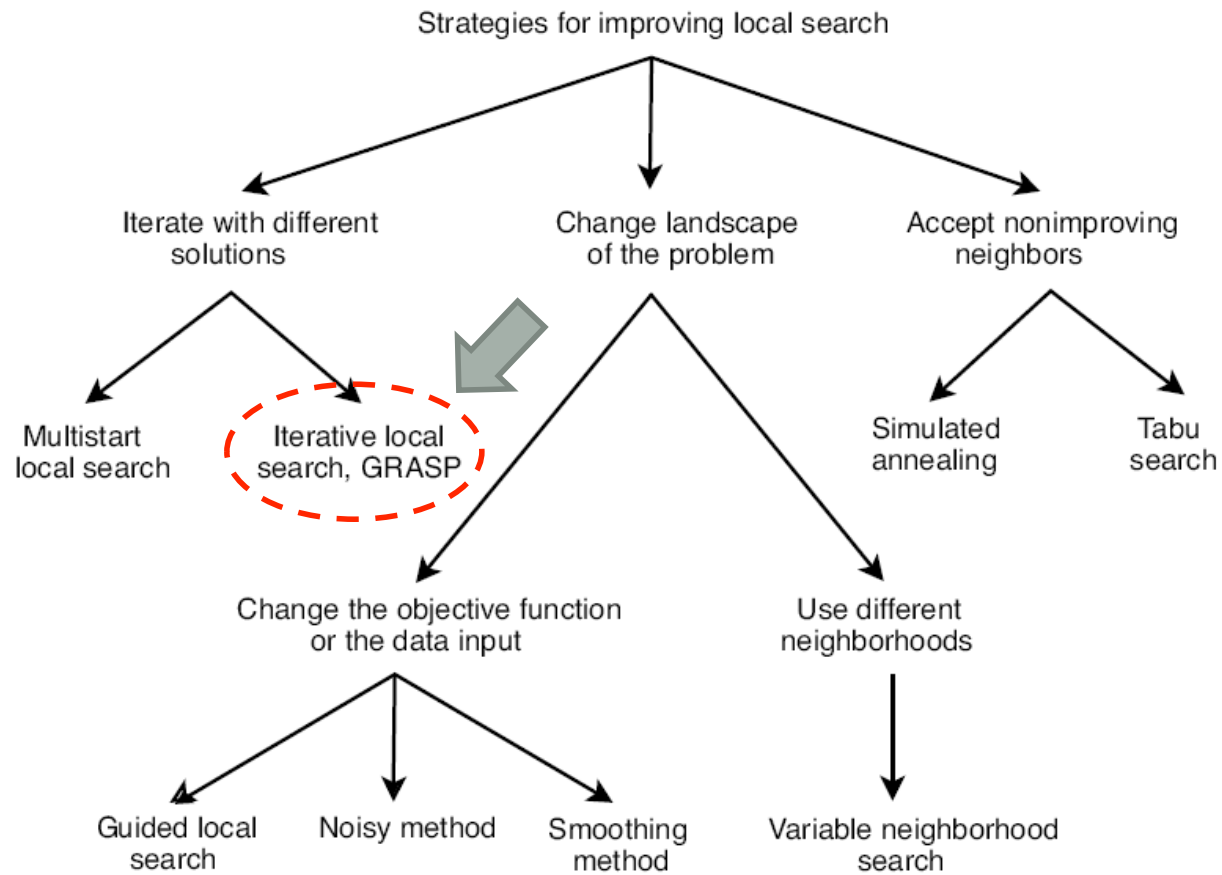 Strategies for improving local search
Iterate with different
solutions
Change landscape
of the problem
Accept nonimproving
neighbors
Multistart
local search
Iterative local
search, GRASP
Simulated
annealing
Tabu
search
Change the objective function
or the data input
Use different
neighborhoods
Guided local
search
Noisy method
Smoothing
method
Variable neighborhood
search